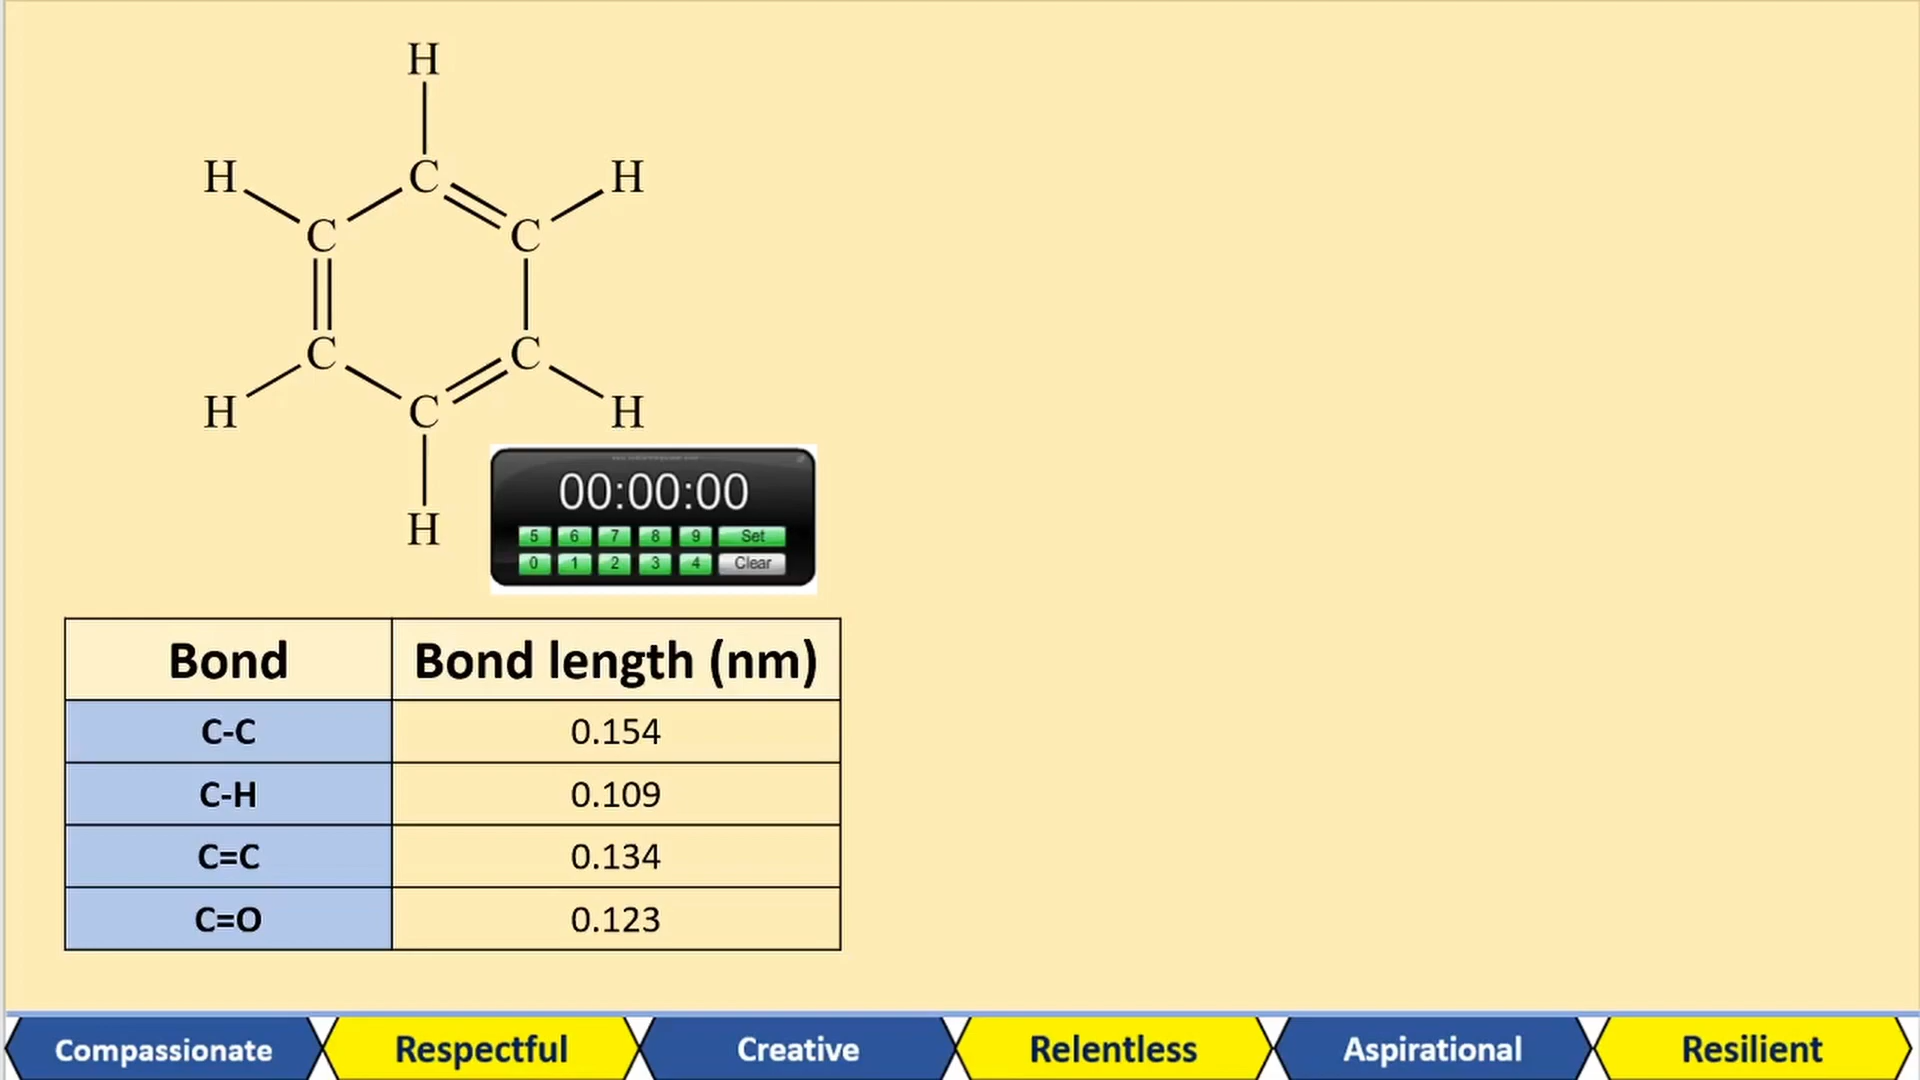 H
H C H
C C
C C
H C H
H
00:00:00
5 6 7 8 9 Set
0 1 2 3 4 Clear
Bond Bond length (nm)
C-C 0.154
C-H 0.109
C=C 0.134
C=O 0.123
Compassionate Respectful Creative Relentless Aspirational Resilient